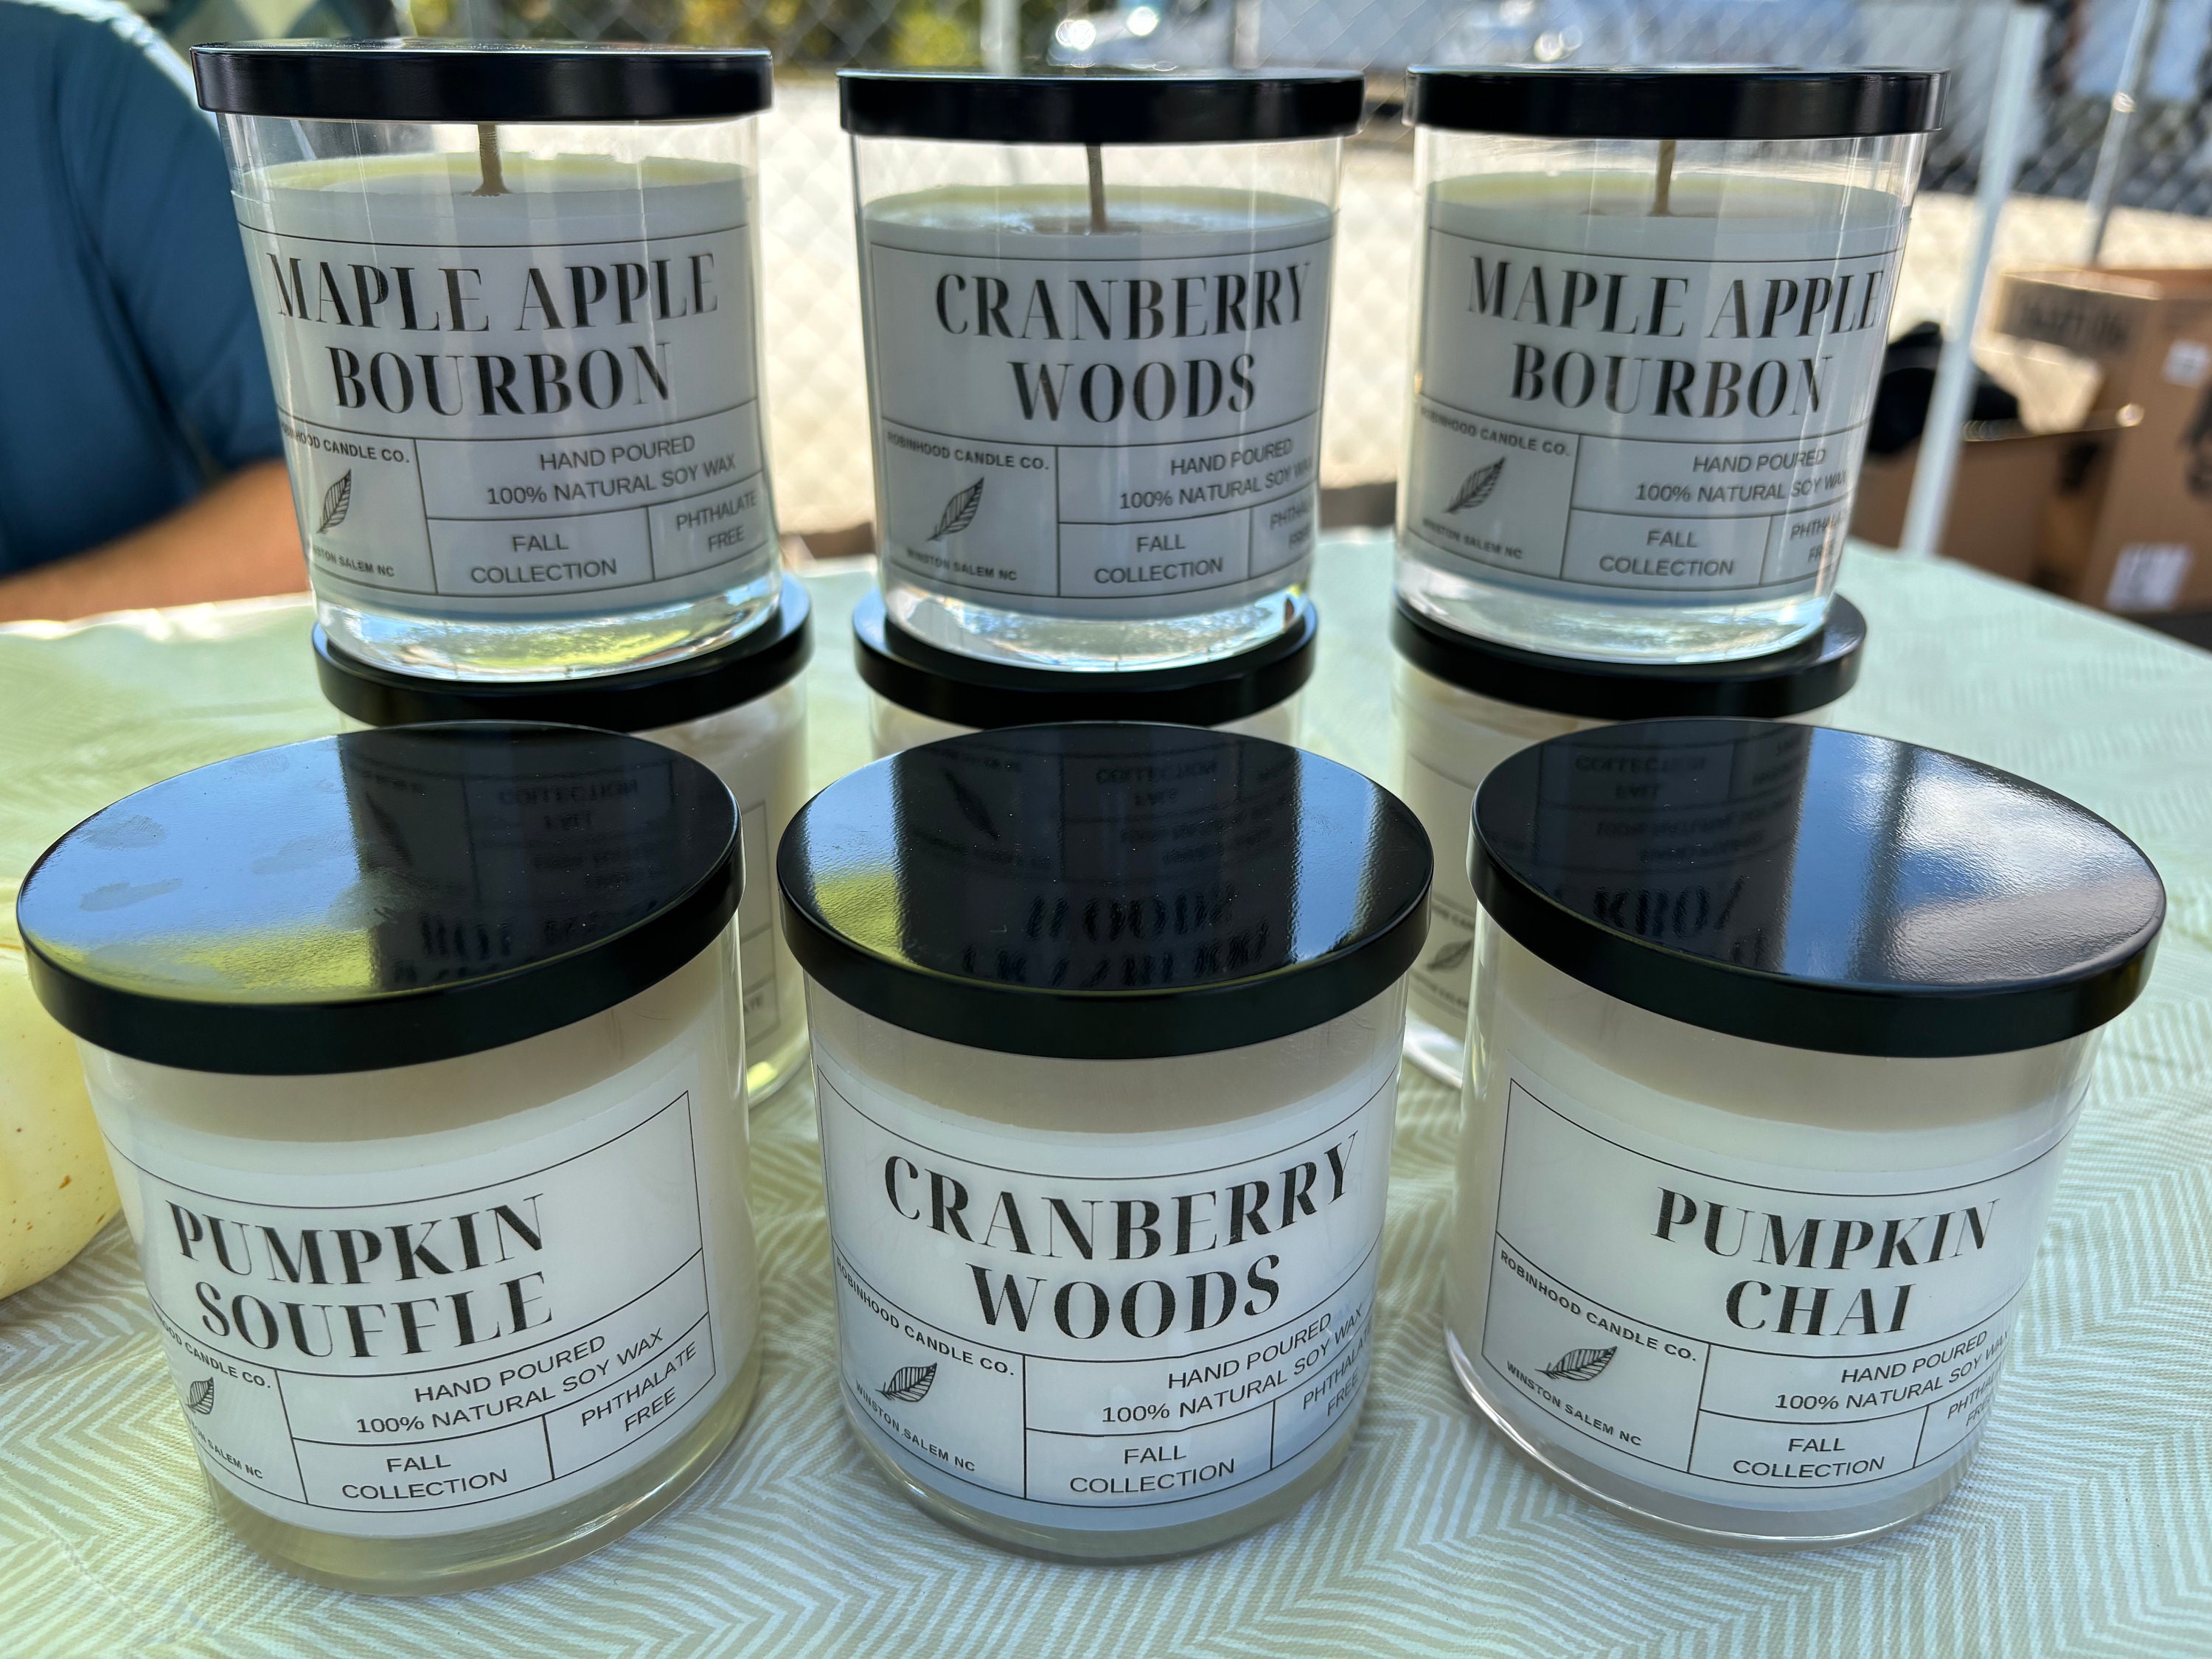 MAPLE APPLE
BOURBON
ROBINHOOD CANDLE CO.
HAND POURED
100% NATURAL SOY WAX
WINSTON SALEM NC
FALL
COLLECTION
PHTHALATE
FREE
CRANBERRY
WOODS
ROBINHOOD CANDLE CO.
HAND POURED
100% NATURAL SOY WAX
WINSTON SALEM NC
FALL
COLLECTION
MAPLE APPLE
BOURBON
ROBINHOOD CANDLE CO.
HAND POURED
100% NATURAL SOY WAX
WINSTON SALEM NC
FALL
COLLECTION
PUMPKIN
SOUFFLE
CANDLE CO.
HAND POURED
100% NATURAL SOY WAX
SALEM NC
FALL
COLLECTION
PHTHALATE
FREE
CRANBERRY
WOODS
ROBINHOOD CANDLE CO.
HAND POURED
100% NATURAL SOY WAX
WINSTON SALEM NC
FALL
COLLECTION
PHTHALATE
FREE
PUMPKIN
CHAI
ROBINHOOD CANDLE CO.
HAND POURED
100% NATURAL SOY WAX
WINSTON SALEM NC
FALL
COLLECTION